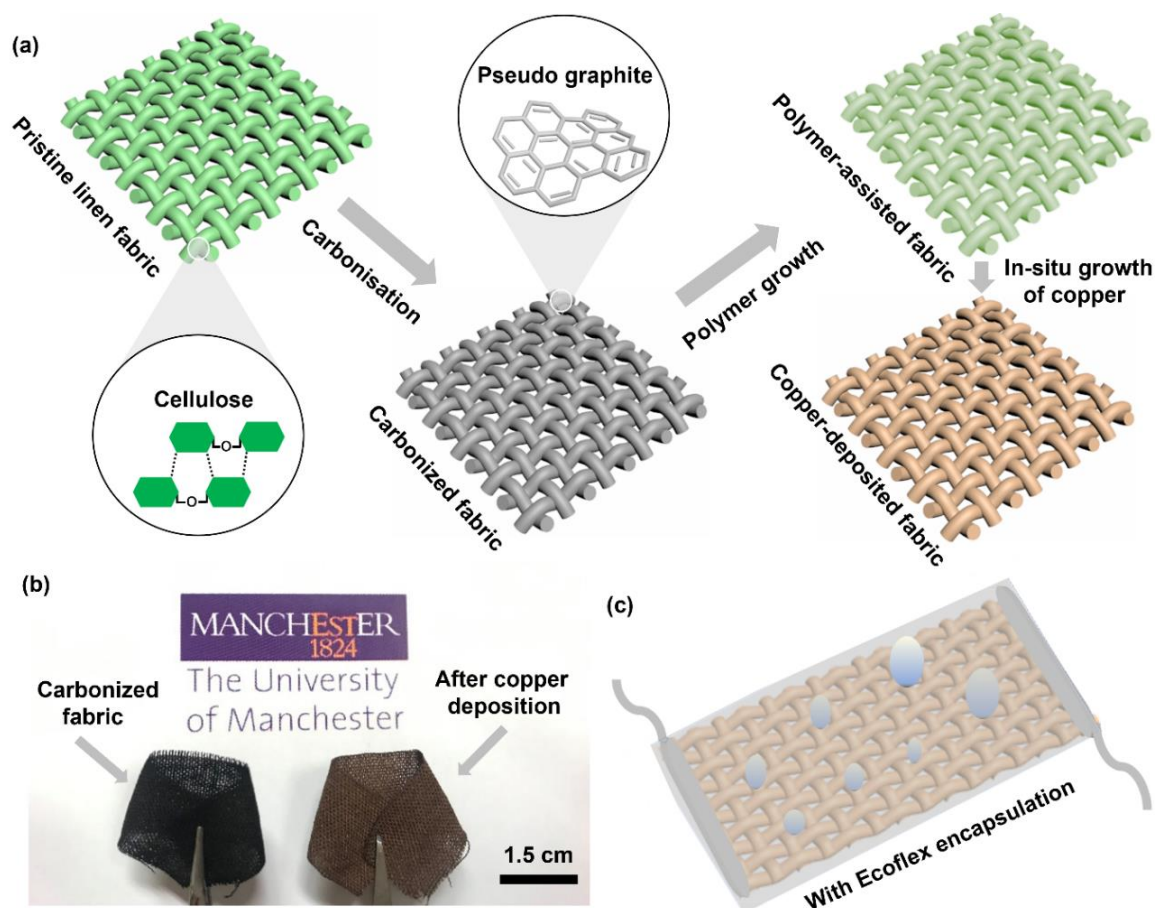 (a)
Pristine linen fabric
Cellulose
O
O
Carbonisation
Pseudo graphite
Carbonized fabric
Polymer growth
Polymer-assisted fabric
In-situ growth
of copper
Copper-deposited fabric
(b)
MANCHESTER
1824
The University
of Manchester
Carbonized
fabric
After copper
deposition
1.5 cm
(c)
With Ecoflex encapsulation